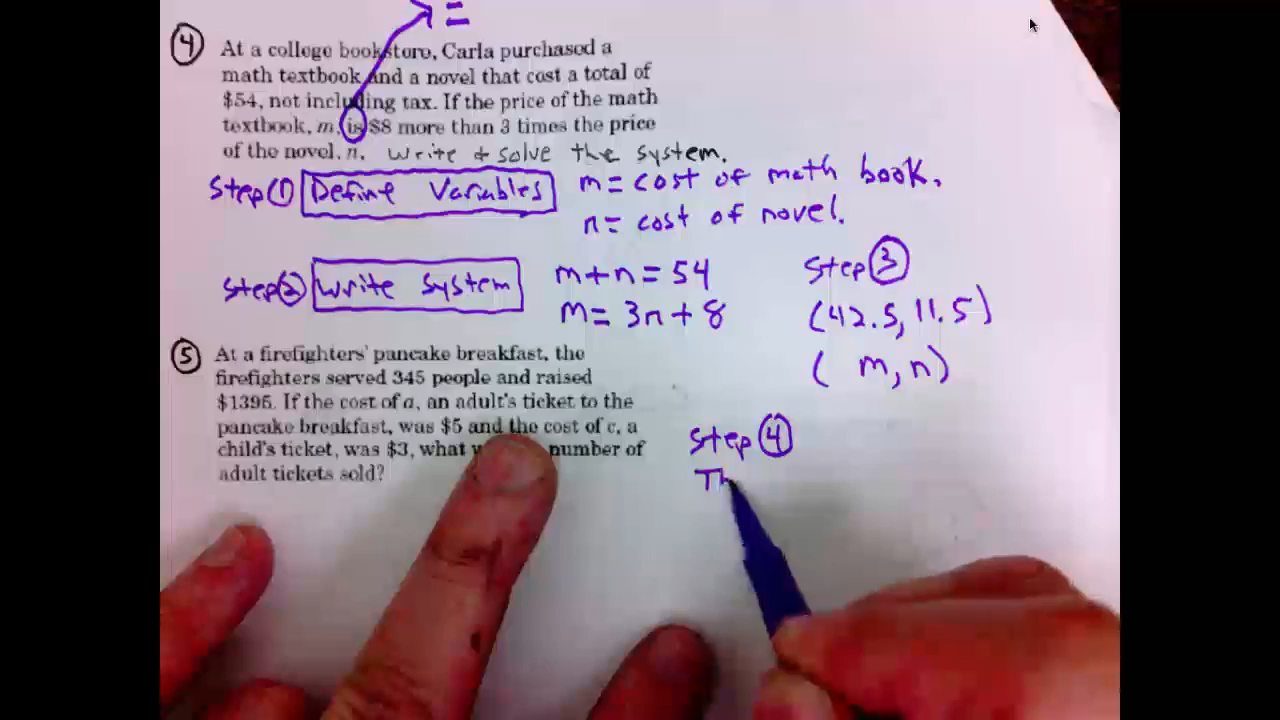 =
④ At a college bookstore, Carla purchased a
math textbook and a novel that cost a total of
$54, not including tax. If the price of the math
textbook, m, is $8 more than 3 times the price
of the novel, n, write + solve the system.
Step ① Define Variables m = cost of math book.
n = cost of novel.
Step ② Write System m+n = 54
m = 3n + 8
Step ③
(42.5, 11.5)
( m, n)
⑤ At a firefighters' pancake breakfast, the
firefighters served 345 people and raised
$1395. If the cost of a, an adult's ticket to the
pancake breakfast, was $5 and the cost of c, a
child's ticket, was $3, what number of
adult tickets sold?
Step ④
Th